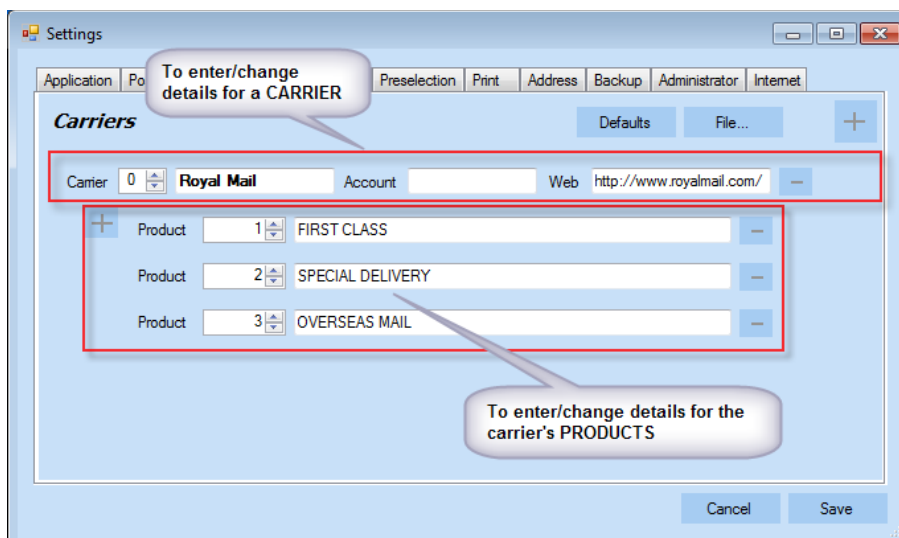 Settings
Application Po Preselection Print Address Backup Administrator Internet
To enter/change
details for a CARRIER
Carriers Defaults File...
Carrier 0 Royal Mail Account Web http://www.royalmail.com/
Product 1 FIRST CLASS
Product 2 SPECIAL DELIVERY
Product 3 OVERSEAS MAIL
To enter/change details for the
carrier's PRODUCTS
Cancel Save